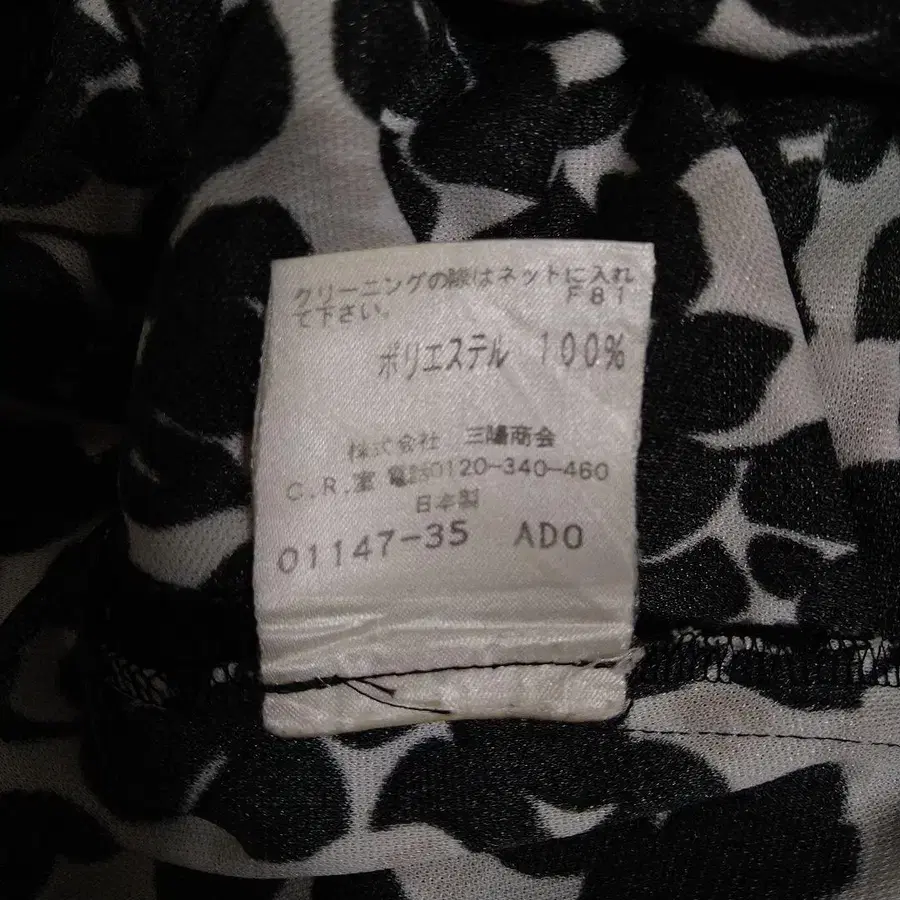 クリーニングの際はネットに入れ
て下さい。 F81
ポリエステル 100%
株式会社 三陽商会
C.R.室 電話0120-340-460
日本製
01147-35 ADO